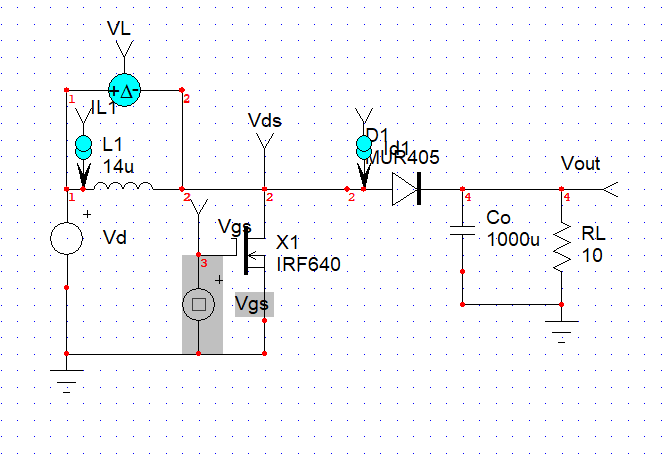 VL
+Δ-
1
2
IL1
Vds
D1
Id1
L1
MUR405
14u
Vout
1
2
2
2
2
4
4
+
Vd
Vgs
Co
1000u
RL
10
X1
IRF640
3
+
Vgs